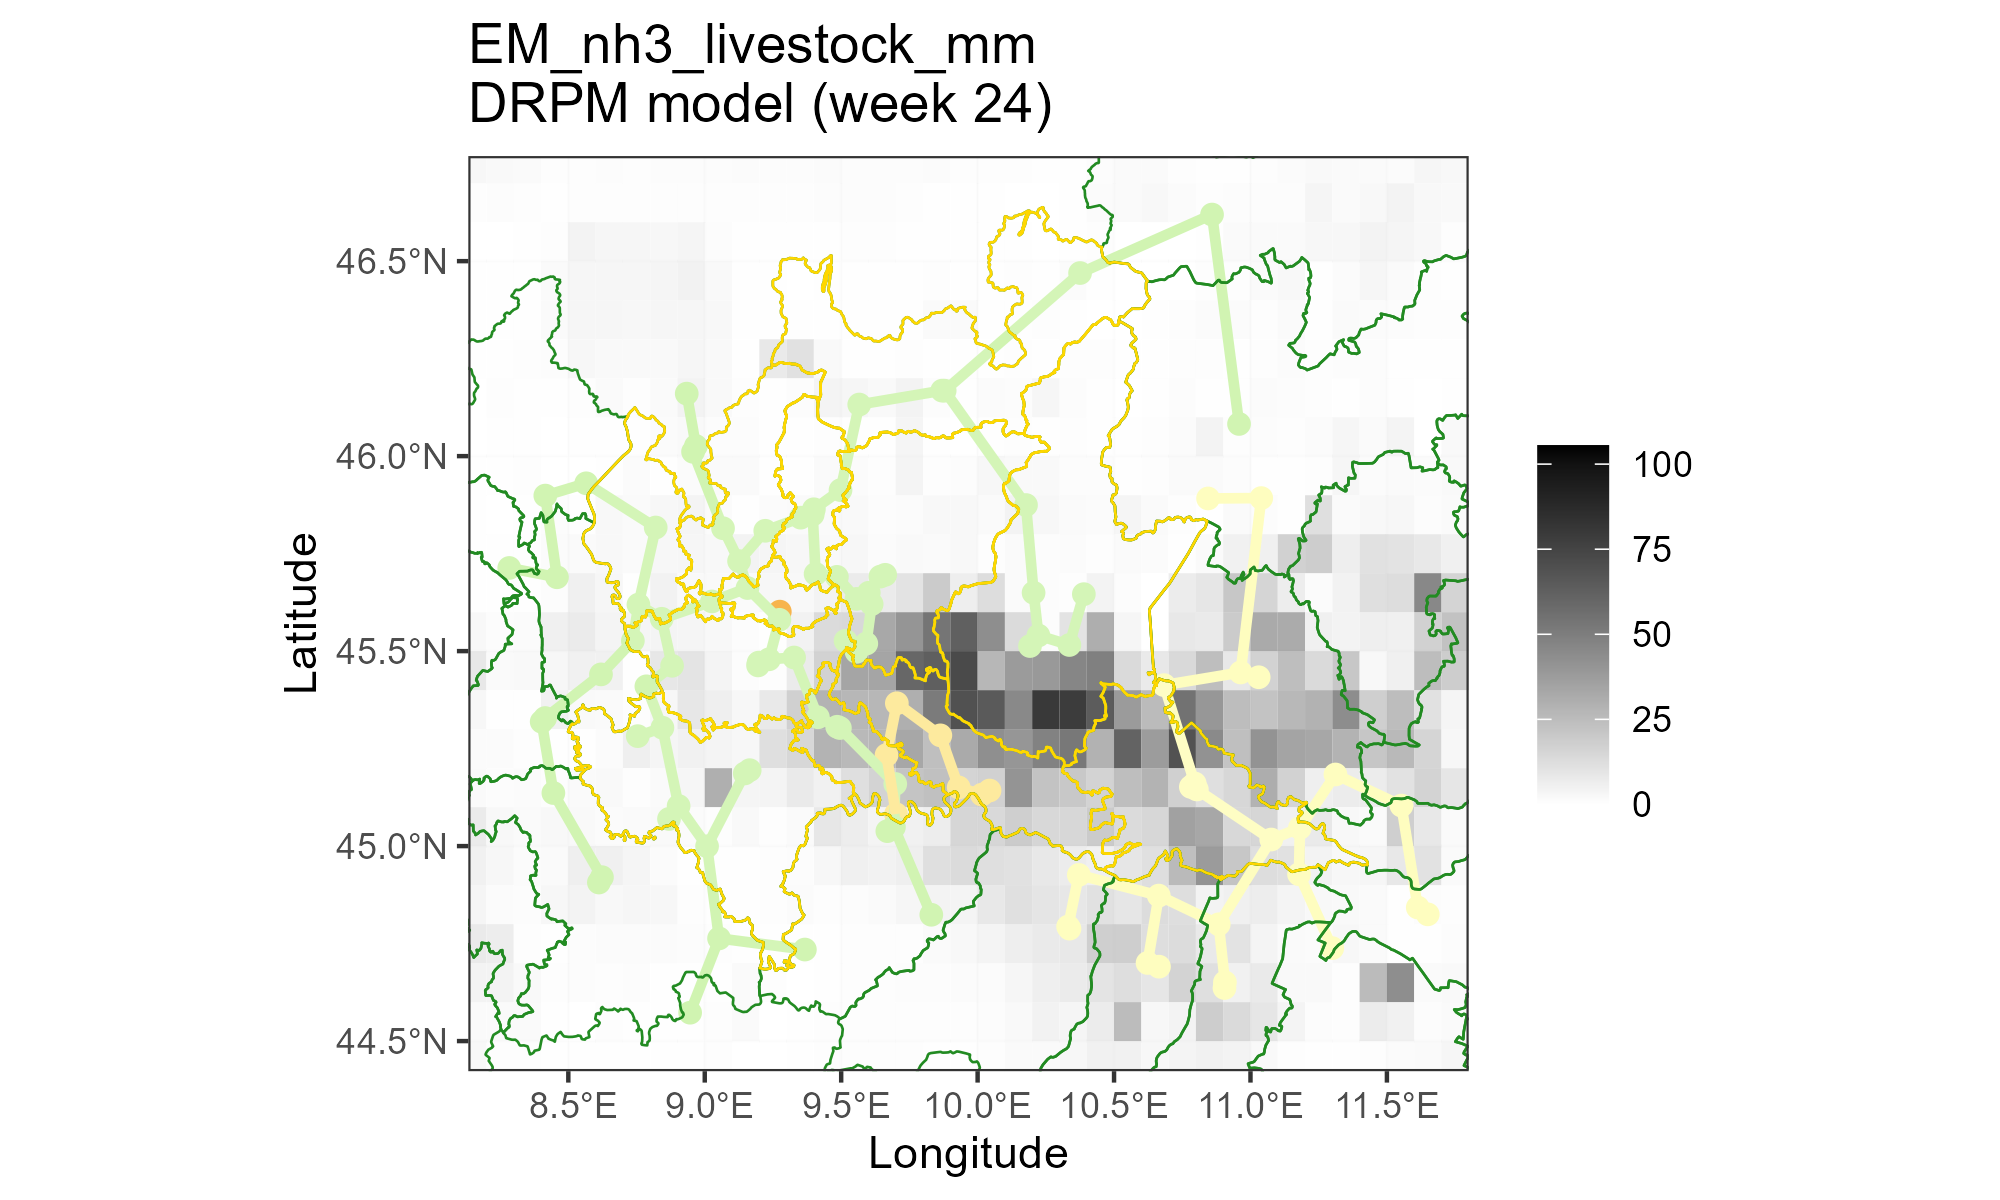 EM_nh3_livestock_mm
DRPM model (week 24)
46.5°N
46.0°N
45.5°N
45.0°N
44.5°N
Latitude
8.5°E
9.0°E
9.5°E
10.0°E
10.5°E
11.0°E
11.5°E
Longitude
100
75
50
25
0